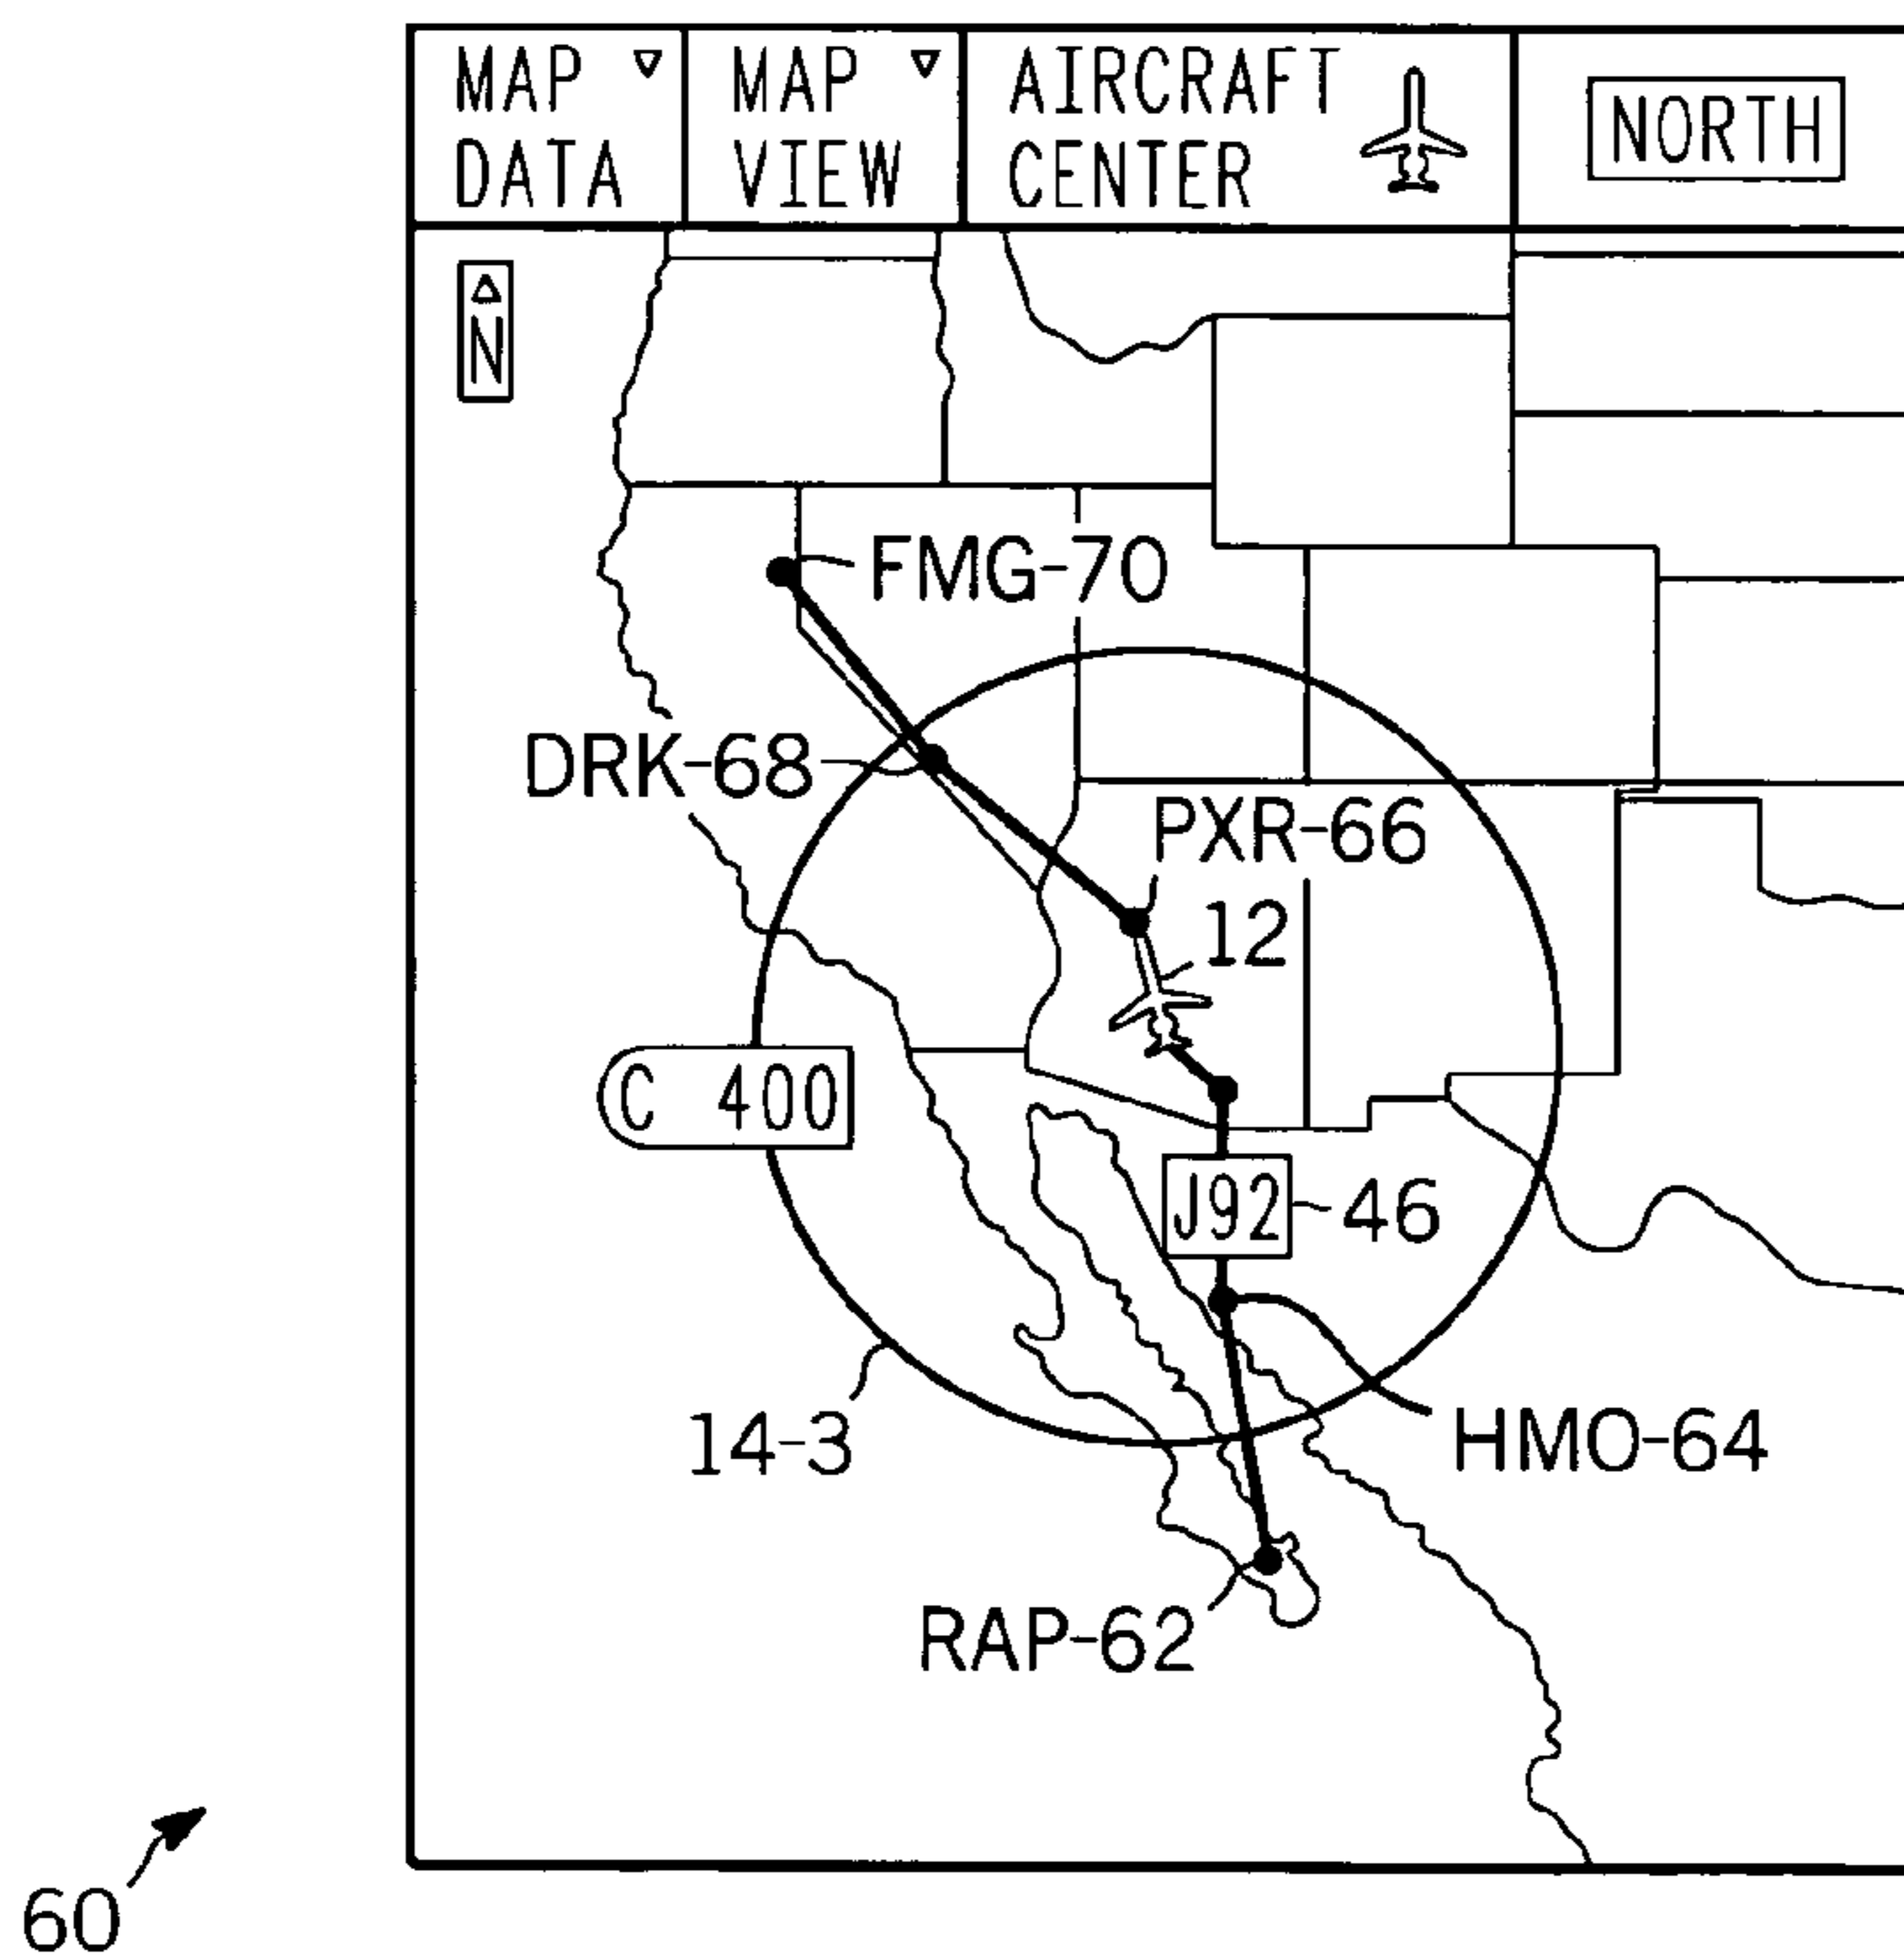 MAP ▽
DATA
MAP ▽
VIEW
AIRCRAFT
CENTER
NORTH
N
FMG-70
DRK-68
PXR-66
12
C 400
J92
46
14-3
HMO-64
RAP-62
60